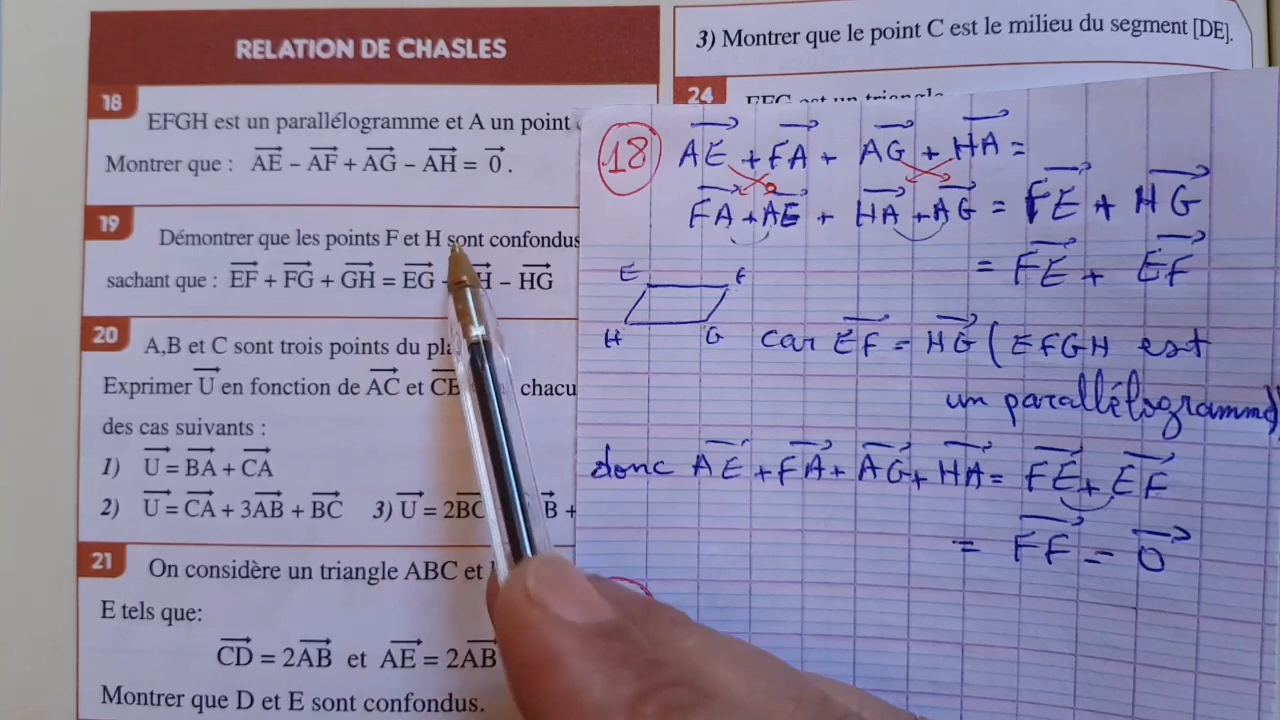 RELATION DE CHASLES
18
EFGH est un parallélogramme et A un point
Montrer que : AE⃗ – AF⃗ + AG⃗ – AH⃗ = 0⃗ .
19
Démontrer que les points F et H sont confondus
sachant que : EF⃗ + FG⃗ + GH⃗ = EG⃗ – HG⃗
20
A,B et C sont trois points du
Exprimer U⃗ en fonction de AC⃗ et chacu
des cas suivants :
1) U⃗ = BA⃗ + CA⃗
2) U⃗ = CA⃗ + 3AB⃗ + BC⃗ 3) U⃗ = 2BC⃗ B⃗ +
21
On considère un triangle ABC et
E tels que:
CD⃗ = 2AB⃗ et AE⃗ = 2AB⃗
Montrer que D et E sont confondus.
3) Montrer que le point C est le milieu du segment [DE].
24
EFG est un triangle
18 AE⃗ + FA⃗ + AG⃗ + HA⃗ =
FA⃗ + AE⃗ + HA⃗ + AG⃗ = FE⃗ + HG⃗
= FE⃗ + EF⃗
E F
H G
car EF⃗ = HG⃗ ( EFGH est
un parallélogramme)
donc AE⃗ + FA⃗ + AG⃗ + HA⃗ = FE⃗ + EF⃗
= FF⃗ = 0⃗